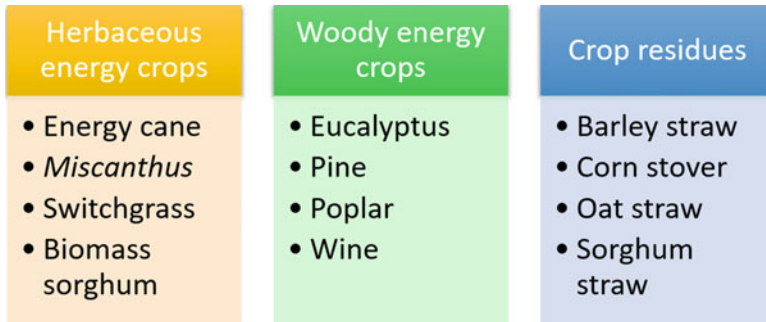 Herbaceous
energy crops
• Energy cane
• Miscanthus
• Switchgrass
• Biomass
sorghum
Woody energy
crops
• Eucalyptus
• Pine
• Poplar
• Wine
Crop residues
• Barley straw
• Corn stover
• Oat straw
• Sorghum
straw